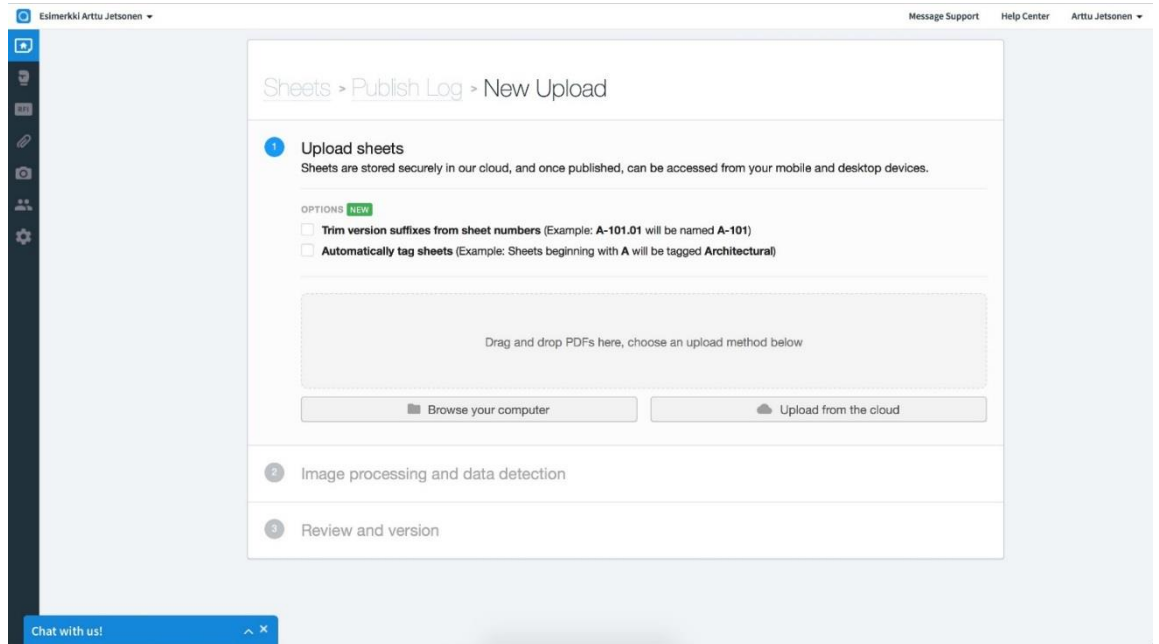 Esimerkki Arttu Jetsonen
Message Support
Help Center
Arttu Jetsonen
RFI
Sheets > Publish Log > New Upload
1 Upload sheets
Sheets are stored securely in our cloud, and once published, can be accessed from your mobile and desktop devices.
OPTIONS NEW
Trim version suffixes from sheet numbers (Example: A-101.01 will be named A-101)
Automatically tag sheets (Example: Sheets beginning with A will be tagged Architectural)
Drag and drop PDFs here, choose an upload method below
Browse your computer
Upload from the cloud
2 Image processing and data detection
3 Review and version
Chat with us!